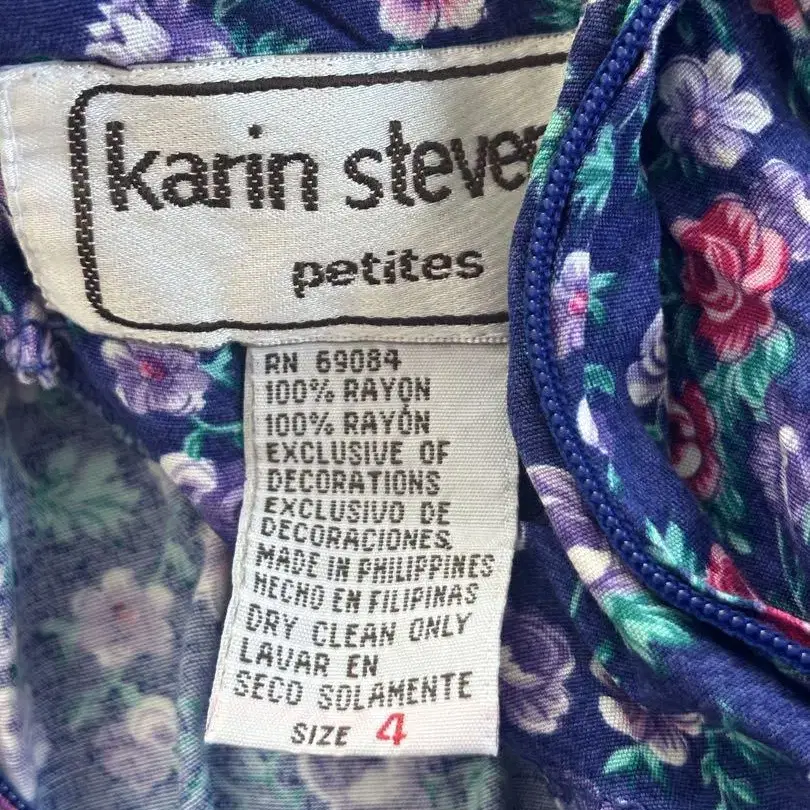 karin steven
petites
RN 69084
100% RAYON
100% RAYÓN
EXCLUSIVE OF
DECORATIONS
EXCLUSIVO DE
DECORACIONES
MADE IN PHILIPPINES
HECHO EN FILIPINAS
DRY CLEAN ONLY
LAVAR EN
SECO SOLAMENTE
SIZE 4